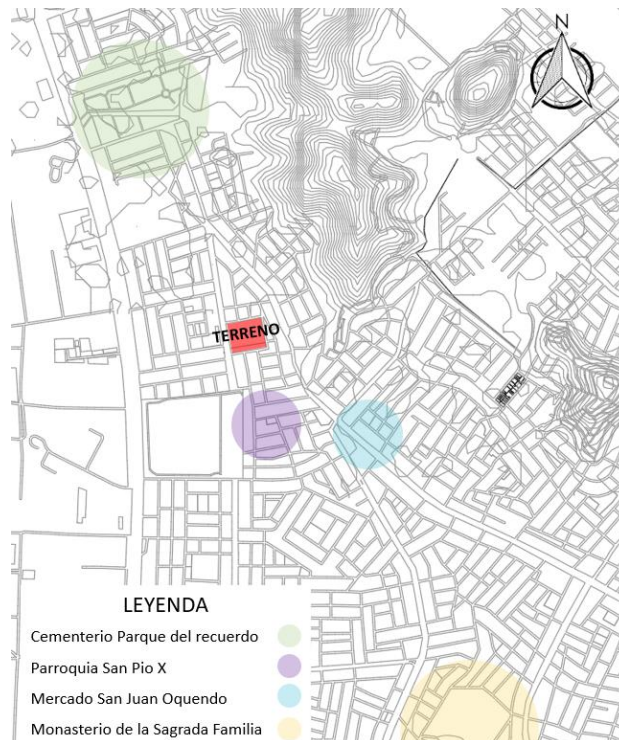 N
TERRENO
LEYENDA
Cementerio Parque del recuerdo
Parroquia San Pio X
Mercado San Juan Oquendo
Monasterio de la Sagrada Familia